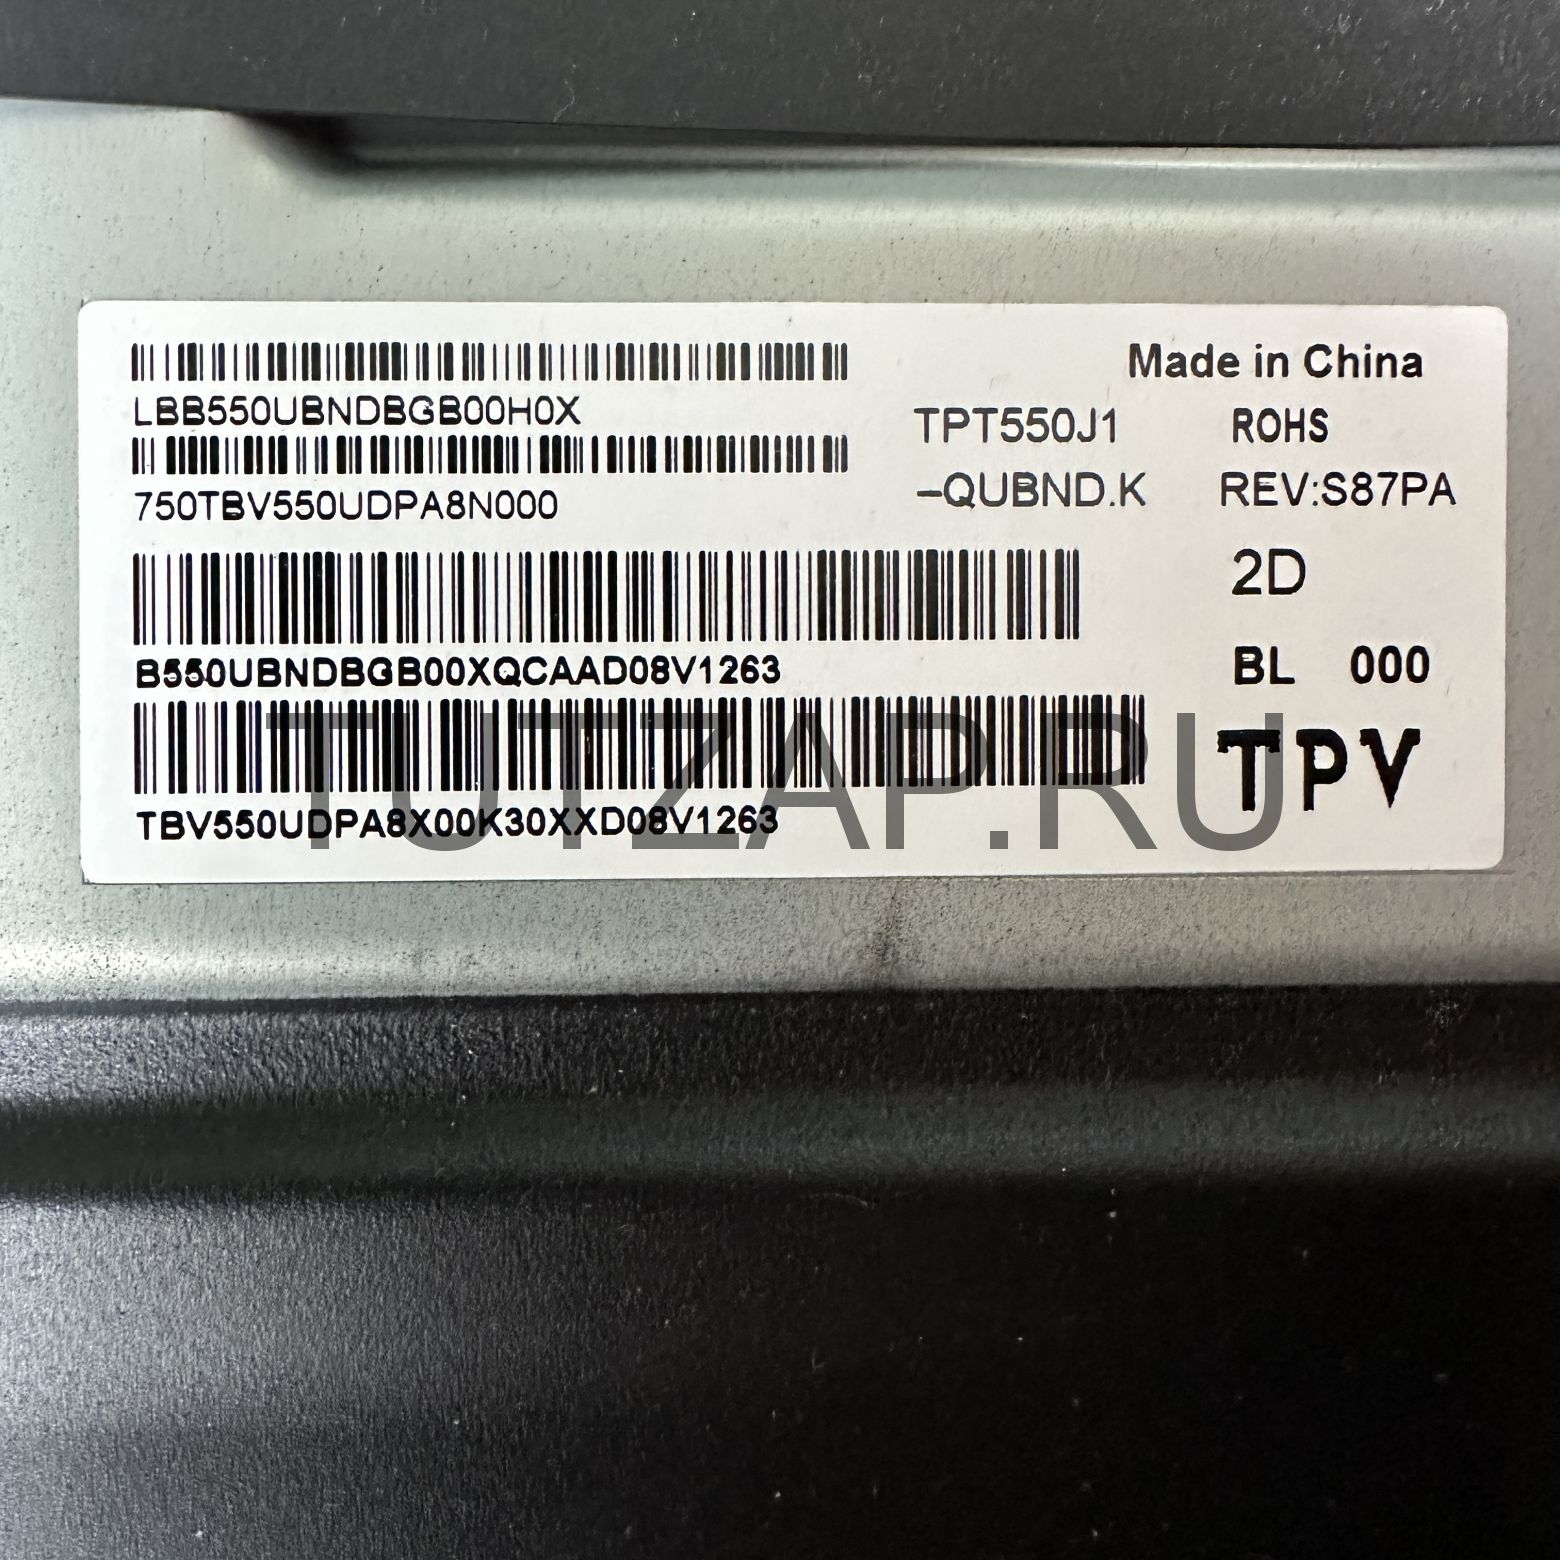 Made in China
LBB550UBNDBGB00H0X
TPT550J1 ROHS
750TBV550UDPA8N000
-QUBND.K REV:S87PA
2D
B550UBNDBGB00XQCAAD08V1263
BL 000
TPV
TBV550UDPA8X00K30XXD08V1263
TUTZAP.RU